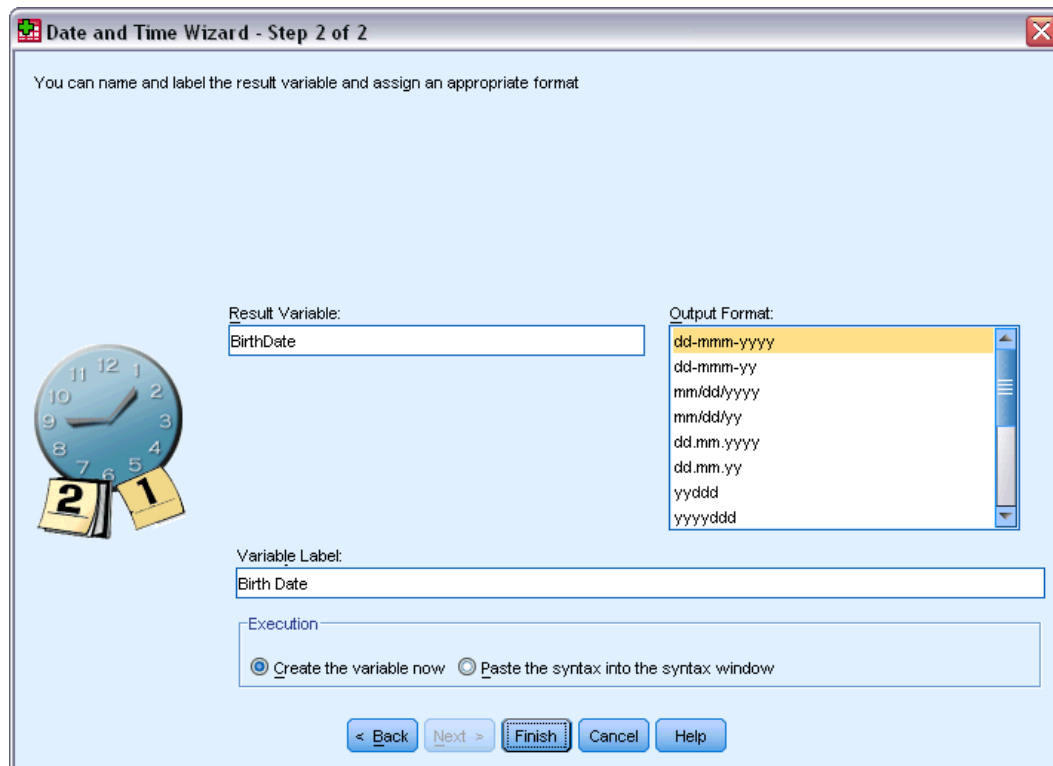 Date and Time Wizard - Step 2 of 2
You can name and label the result variable and assign an appropriate format
Result Variable:
BirthDate
Output Format:
dd-mmm-yyyy
dd-mmm-yy
mm/dd/yyyy
mm/dd/yy
dd.mm.yyyy
dd.mm.yy
yyddd
yyyyddd
12
1
2
3
4
5
6
7
8
9
10
11
2
1
Variable Label:
Birth Date
Execution
Create the variable now
Paste the syntax into the syntax window
< Back
Next >
Finish
Cancel
Help